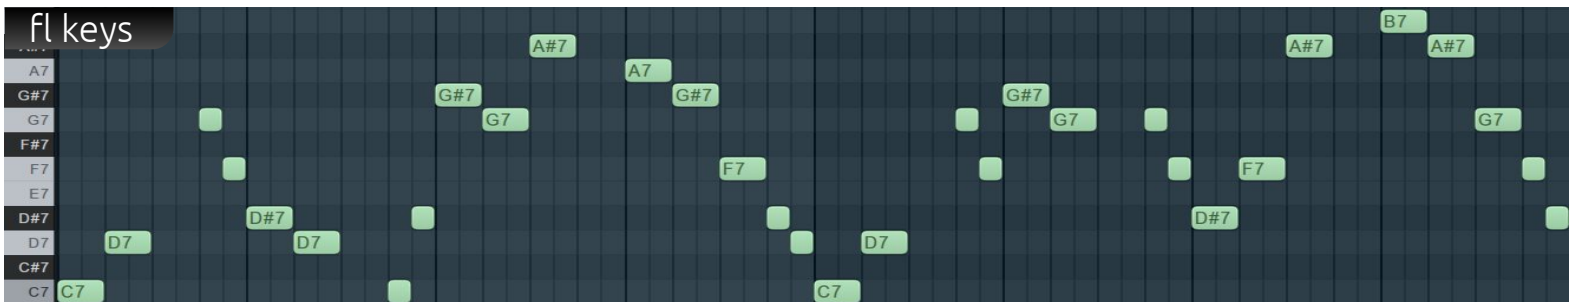 fl keys
B7
A#7 A#7 A#7
A7 A7
G#7 G#7 G#7 G#7
G7 G7 G7 G7
F#7
F7 F7 F7
E7
D#7 D#7 D#7
D7 D7 D7 D7
C#7
C7 C7 C7